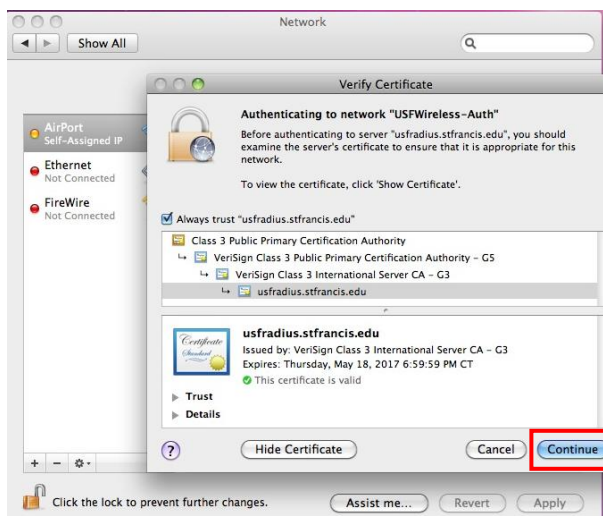 Network
Show All
Verify Certificate
Authenticating to network "USFWireless-Auth"
Before authenticating to server "usfradius.stfrancis.edu", you should
examine the server's certificate to ensure that it is appropriate for this
network.
To view the certificate, click 'Show Certificate'.
AirPort
Self-Assigned IP
Ethernet
Not Connected
FireWire
Not Connected
Always trust "usfradius.stfrancis.edu"
Class 3 Public Primary Certification Authority
VeriSign Class 3 Public Primary Certification Authority - G5
VeriSign Class 3 International Server CA - G3
usfradius.stfrancis.edu
Certificate
Standard
usfradius.stfrancis.edu
Issued by: VeriSign Class 3 International Server CA - G3
Expires: Thursday, May 18, 2017 6:59:59 PM CT
This certificate is valid
Trust
Details
? Hide Certificate Cancel Continue
Click the lock to prevent further changes. Assist me... Revert Apply